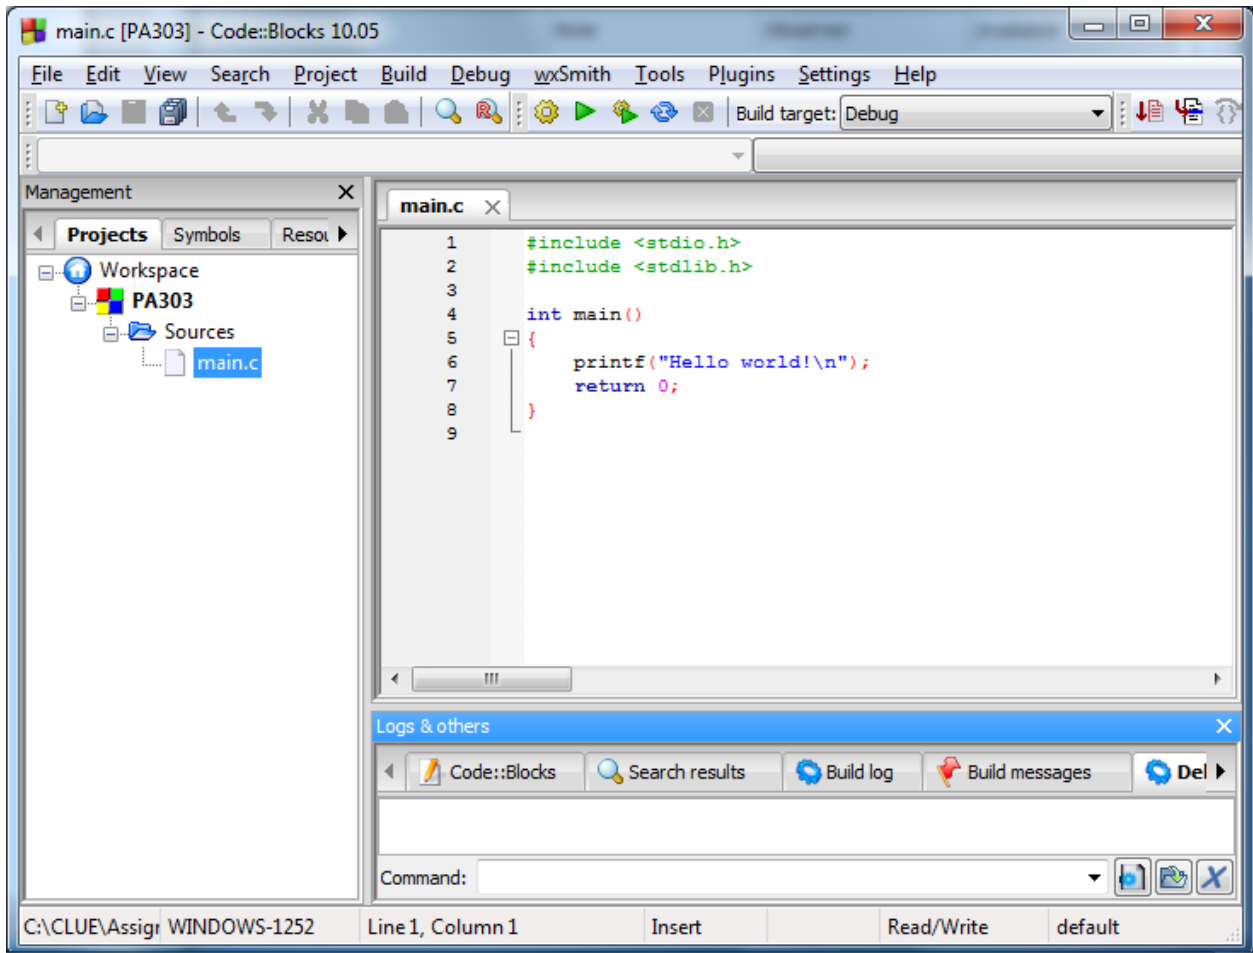 main.c [PA303] - Code::Blocks 10.05
File Edit View Search Project Build Debug wxSmith Tools Plugins Settings Help
Build target: Debug
Management
Projects Symbols
Workspace
PA303
Sources
main.c
main.c
1 #include <stdio.h>
2 #include <stdlib.h>
3
4 int main()
5 {
6 printf("Hello world!\n");
7 return 0;
8 }
9
Logs & others
Code::Blocks Search results Build log Build messages
Command:
C:\CLUE\Assign WINDOWS-1252 Line 1, Column 1 Insert Read/Write default